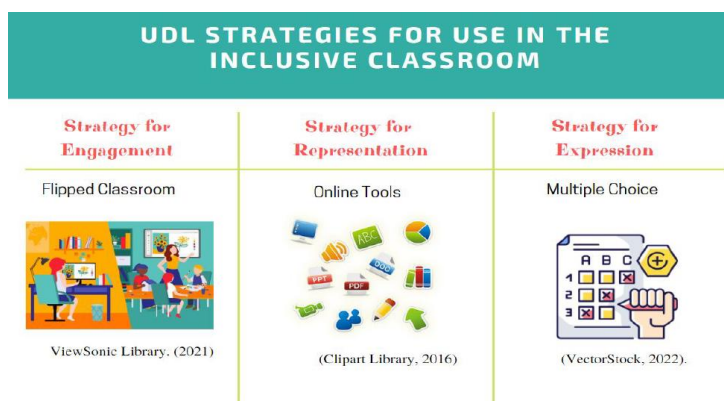 UDL STRATEGIES FOR USE IN THE
INCLUSIVE CLASSROOM
Strategy for
Engagement
Flipped Classroom
ViewSonic Library. (2021)
Strategy for
Representation
Online Tools
ABC
DOC
PPT
PDF
(Clipart Library, 2016)
Strategy for
Expression
Multiple Choice
A B C
1
2
3
(VectorStock, 2022).